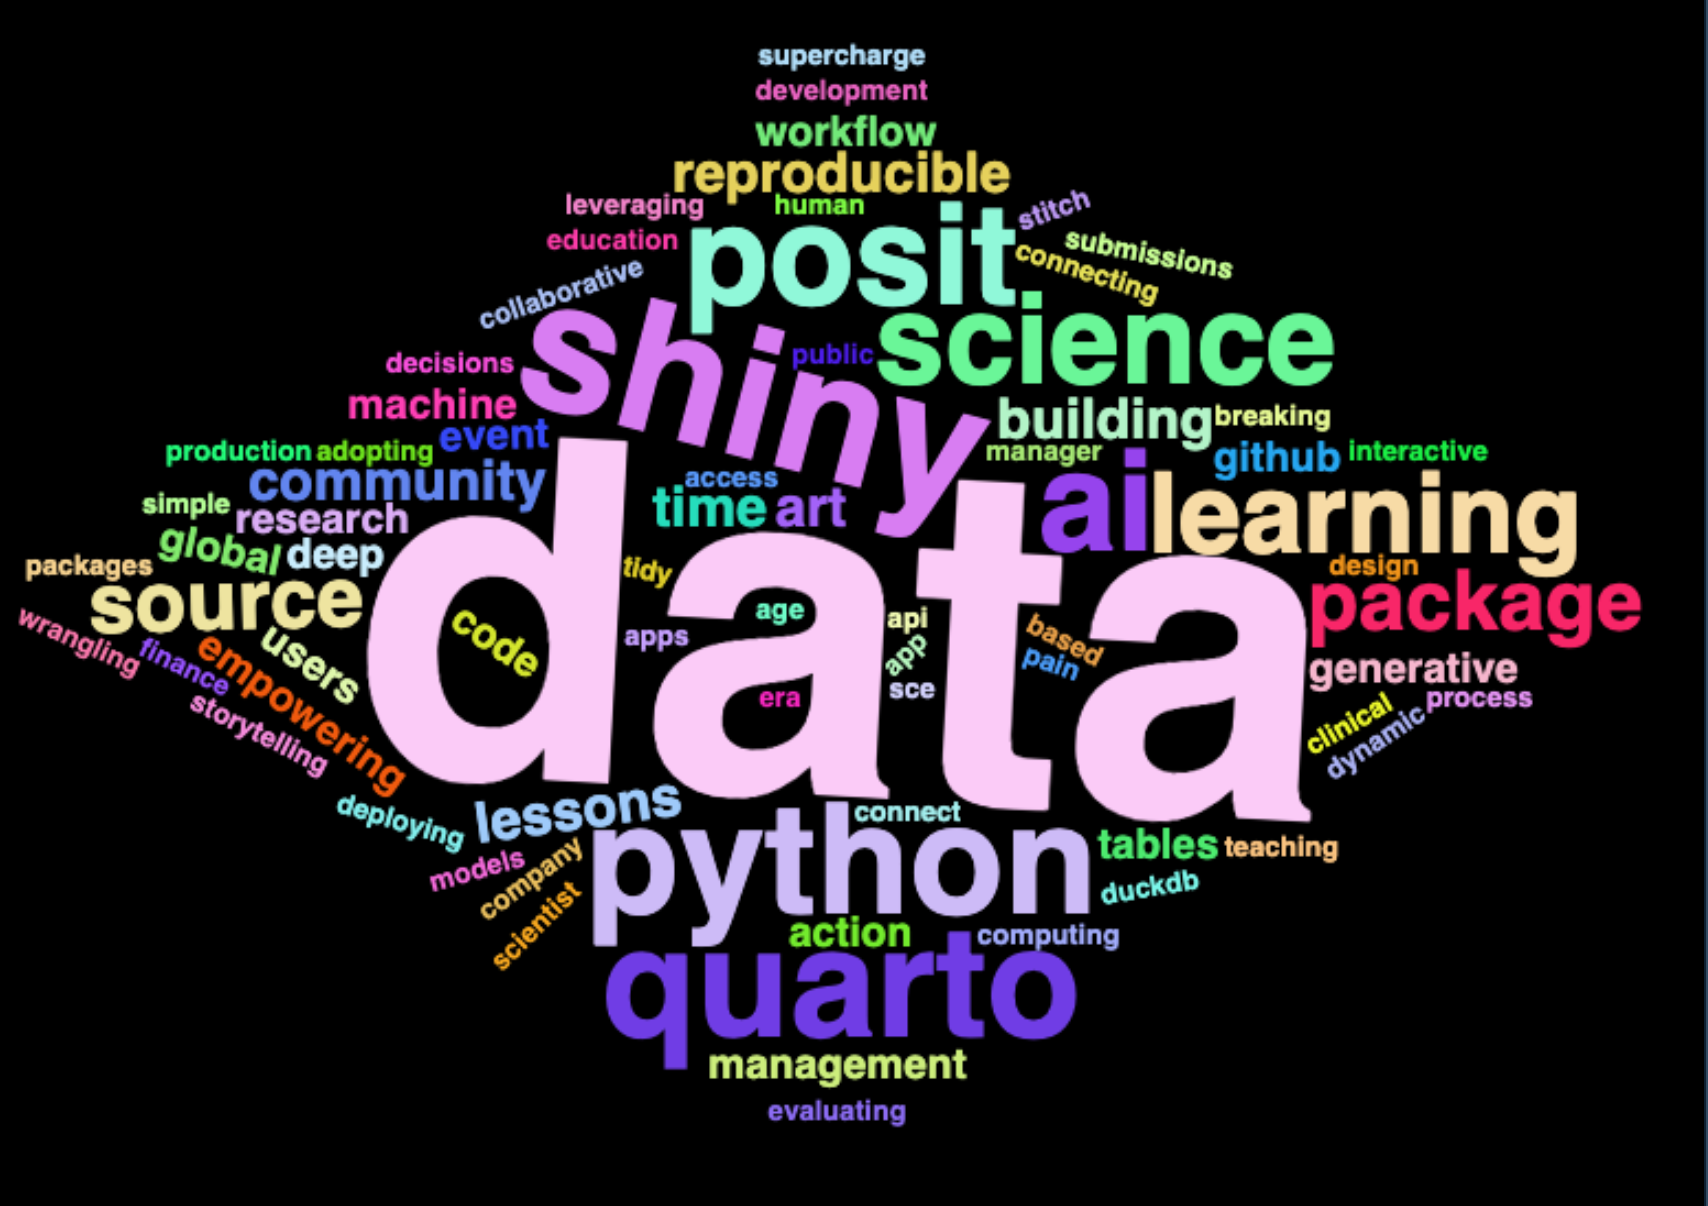 supercharge
development
workflow
reproducible
leveraging
human
stitch
education
posit
submissions
connecting
collaborative
shiny
science
public
decisions
machine
building
breaking
event
manager
github
interactive
production
adopting
community
access
ai
learning
simple
research
time
art
global
deep
data
tidy
packages
design
source
package
wrangling
finance
empowering
users
code
apps
age
api
app
based
pain
generative
era
sce
storytelling
clinical
process
dynamic
deploying
lessons
connect
python
tables
teaching
models
company
duckdb
scientist
action
computing
quarto
management
evaluating